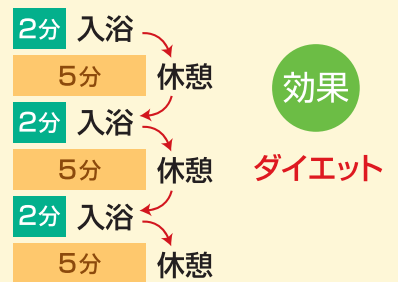 2分 入浴
5分 休憩
2分 入浴
5分 休憩
2分 入浴
5分 休憩
効果
ダイエット